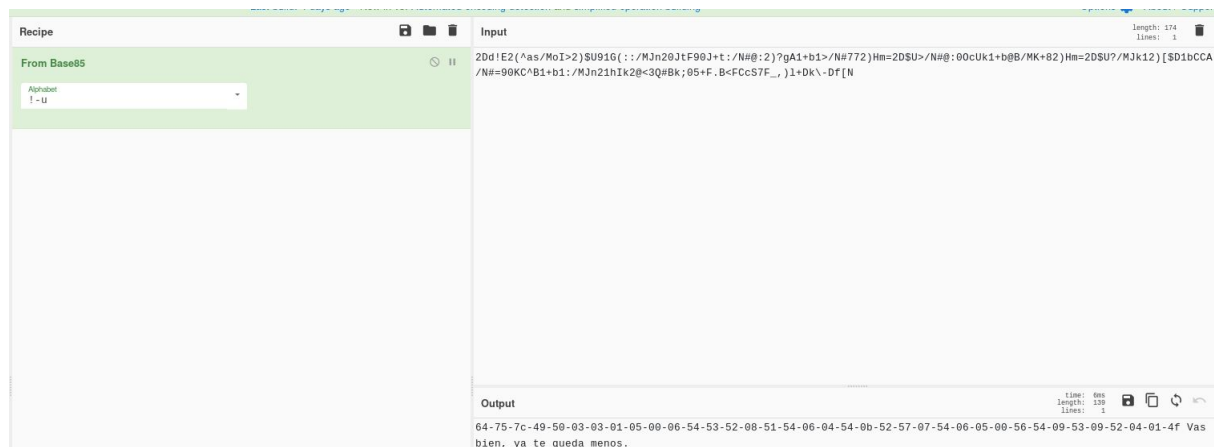 Recipe
From Base85
Alphabet
!-u
Input
length: 174
lines: 1
2Dd!E2(^as/MoI>2)$U91G(::/MJn20JtF90J+t:/N#@:2)?gA1+b1>/N#772)Hm=2D$U>/N#@:0OcUk1+b@B/MK+82)Hm=2D$U?/MJk12)[$D1bCCA
/N#=90KC^B1+b1:/MJn21hIk2@<3Q#Bk;05+F.B<FCcS7F_,)l+Dk\-Df[N
Output
time: 6ms
length: 139
lines: 1
64-75-7c-49-50-03-03-01-05-00-06-54-53-52-08-51-54-06-04-54-0b-52-57-07-54-06-05-00-56-54-09-53-09-52-04-01-4f Vas
bien, ya te queda menos.